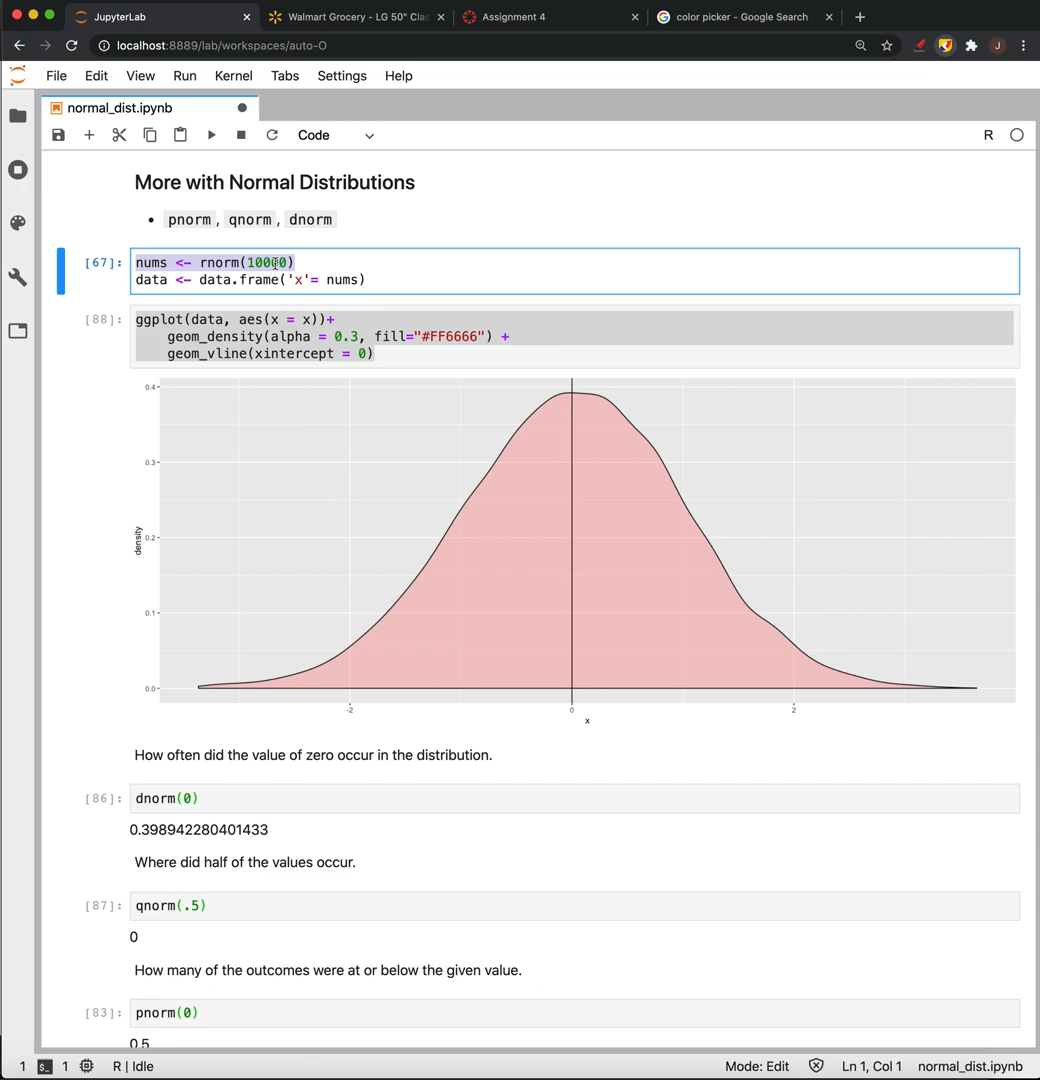 JupyterLab
Walmart Grocery - LG 50" Clas
Assignment 4
color picker - Google Search
localhost:8889/lab/workspaces/auto-O
J
File Edit View Run Kernel Tabs Settings Help
normal_dist.ipynb
Code
R
More with Normal Distributions
• pnorm , qnorm , dnorm
[67]:
nums <- rnorm(10000)
data <- data.frame('x'= nums)
[88]:
ggplot(data, aes(x = x))+
geom_density(alpha = 0.3, fill="#FF6666") +
geom_vline(xintercept = 0)
0.4
0.3
0.2
0.1
0.0
density
-2 0 2
x
How often did the value of zero occur in the distribution.
[86]:
dnorm(0)
0.398942280401433
Where did half of the values occur.
[87]:
qnorm(.5)
0
How many of the outcomes were at or below the given value.
[83]:
pnorm(0)
0.5
1 $_ 1 R | Idle Mode: Edit Ln 1, Col 1 normal_dist.ipynb